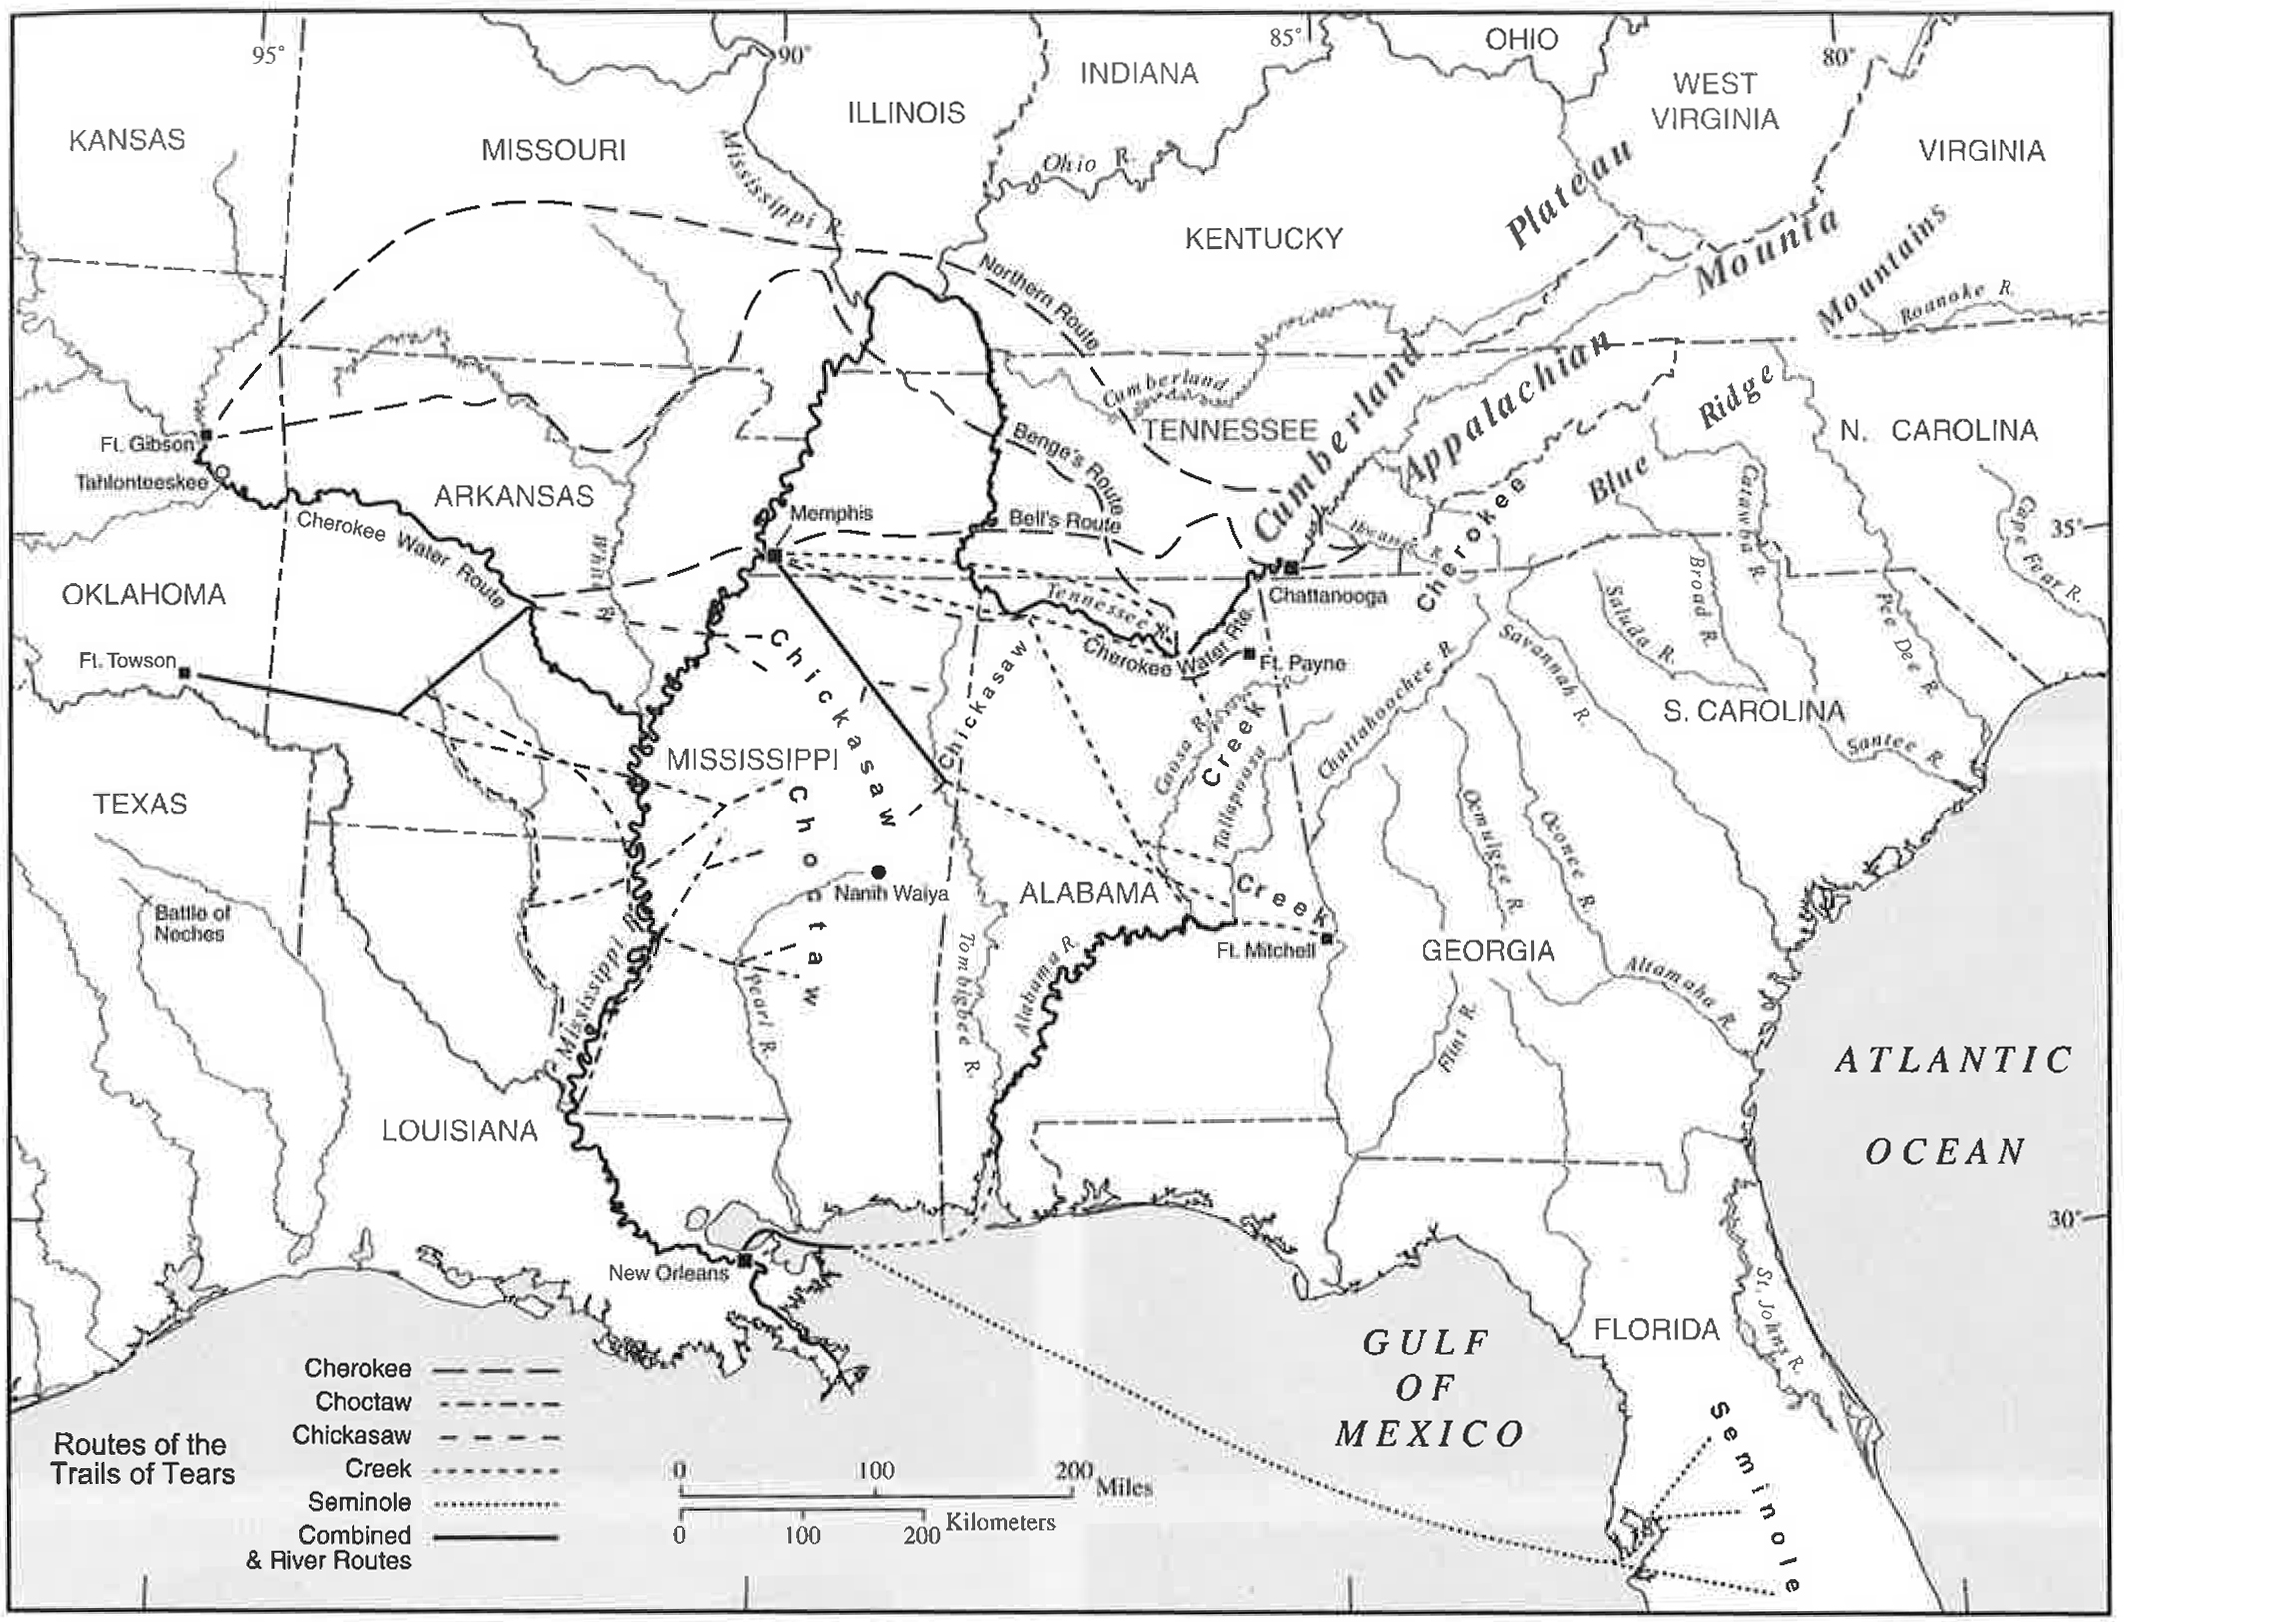 95°
90°
85°
80°
OHIO
INDIANA
WEST
VIRGINIA
ILLINOIS
KANSAS
MISSOURI
VIRGINIA
Mississippi R.
Ohio R.
Plateau
KENTUCKY
Mounta
Mountains
Northern Route
Roanoke R.
Cumberland
Cumberland
Appalachian
Ridge
TENNESSEE
N. CAROLINA
Ft. Gibson
Tahlonteeskee
Benge's Route
Blue
ARKANSAS
Memphis
Bell's Route
Cherokee
Catawba R.
Cape Fear R.
35°
Cherokee Water Route
White
R.
OKLAHOMA
Tennessee R.
Chattanooga
Broad R.
Saluda R.
Pee Dee R.
Ft. Towson
Chickasaw
Chickasaw
Cherokee Water Rte.
Ft. Payne
Savannah R.
Chattahoochee R.
S. CAROLINA
Santee R.
MISSISSIPPI
Coosa R.
Creek
Tallapoosa
TEXAS
Choctaw
Ocmulgee R.
Oconee R.
Battle of
Neches
Nanih Waiya
ALABAMA
Creek
Ft. Mitchell
GEORGIA
Mississippi R.
Pearl R.
Tombigbee R.
Alabama R.
Flint R.
Altamaha R.
ATLANTIC
OCEAN
LOUISIANA
30°
New Orleans
St. Johns R.
FLORIDA
GULF
OF
MEXICO
Seminole
Routes of the
Trails of Tears
Cherokee
Choctaw
Chickasaw
Creek
Seminole
Combined
& River Routes
0 100 200 Miles
0 100 200 Kilometers